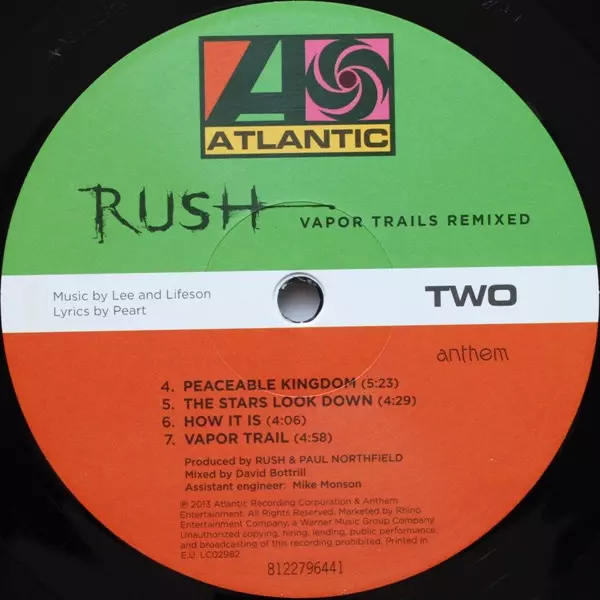 ATLANTIC
RUSH
VAPOR TRAILS REMIXED
Music by Lee and Lifeson
Lyrics by Peart
TWO
anthem
4. PEACEABLE KINGDOM (5:23)
5. THE STARS LOOK DOWN (4:29)
6. HOW IT IS (4:06)
7. VAPOR TRAIL (4:58)
Produced by RUSH & PAUL NORTHFIELD
Mixed by David Bottrill
Assistant engineer: Mike Monson
℗ 2013 Atlantic Recording Corporation & Anthem
Entertainment. All Rights Reserved. Marketed by Rhino
Entertainment Company, a Warner Music Group Company.
Unauthorized copying, hiring, lending, public performance,
and broadcasting of this recording prohibited. Printed in
E.U. LC02982
8122796441